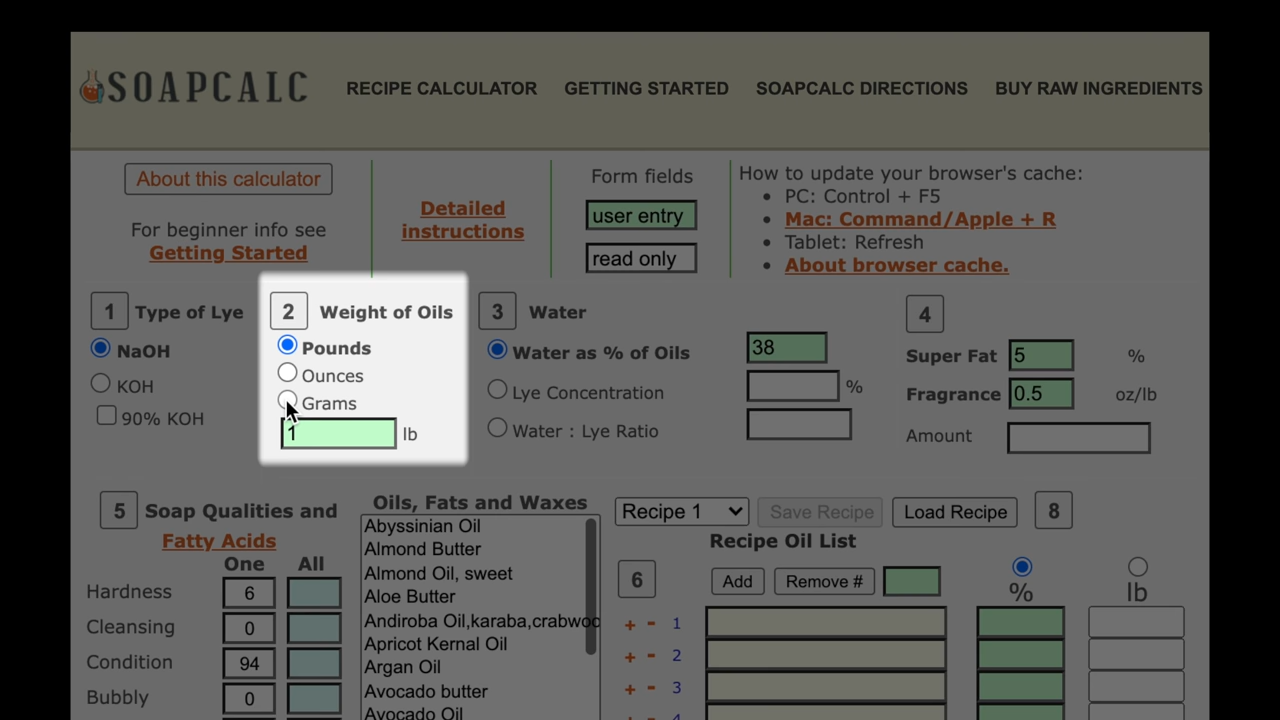 SOAPCALC
RECIPE CALCULATOR
GETTING STARTED
SOAPCALC DIRECTIONS
BUY RAW INGREDIENTS
About this calculator
For beginner info see
Getting Started
Detailed
instructions
Form fields
user entry
read only
How to update your browser's cache:
• PC: Control + F5
• Mac: Command/Apple + R
• Tablet: Refresh
• About browser cache.
1 Type of Lye
NaOH
KOH
90% KOH
2 Weight of Oils
Pounds
Ounces
Grams
1 lb
3 Water
Water as % of Oils 38
Lye Concentration %
Water : Lye Ratio
4
Super Fat 5 %
Fragrance 0.5 oz/lb
Amount
5 Soap Qualities and
Fatty Acids
One All
Hardness 6
Cleansing 0
Condition 94
Bubbly 0
Oils, Fats and Waxes
Abyssinian Oil
Almond Butter
Almond Oil, sweet
Aloe Butter
Andiroba Oil,karaba,crabwoo
Apricot Kernal Oil
Argan Oil
Avocado butter
Avocado Oil
Recipe 1 Save Recipe Load Recipe 8
Recipe Oil List
6 Add Remove # % lb
+ - 1
+ - 2
+ - 3
+ - 4